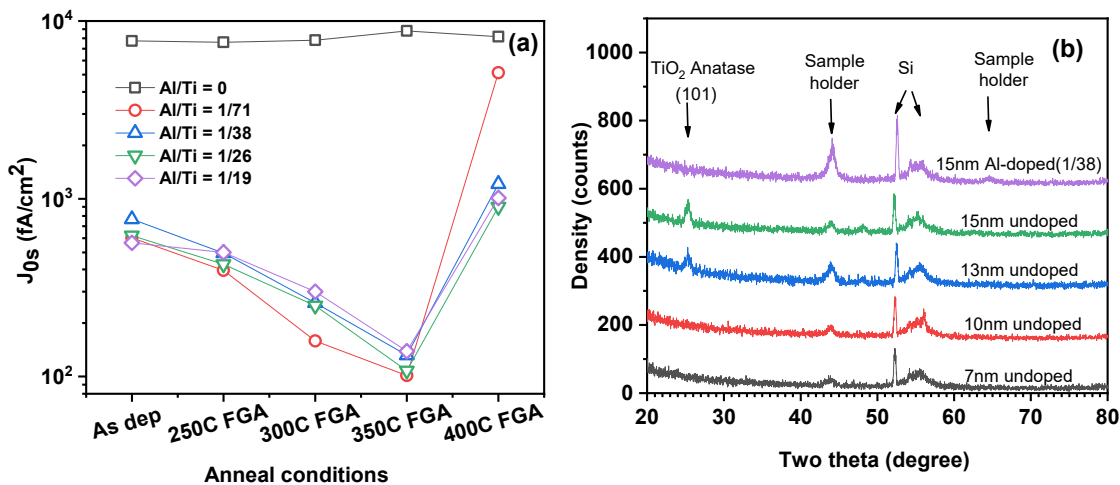 (a)
10⁴
10³
10²
J₀ₛ (fA/cm²)
Al/Ti = 0
Al/Ti = 1/71
Al/Ti = 1/38
Al/Ti = 1/26
Al/Ti = 1/19
As dep
250C FGA
300C FGA
350C FGA
400C FGA
Anneal conditions
(b)
1000
800
600
400
200
0
Density (counts)
TiO₂ Anatase
(101)
Sample
holder
Si
Sample
holder
15nm Al-doped(1/38)
15nm undoped
13nm undoped
10nm undoped
7nm undoped
20
30
40
50
60
70
80
Two theta (degree)